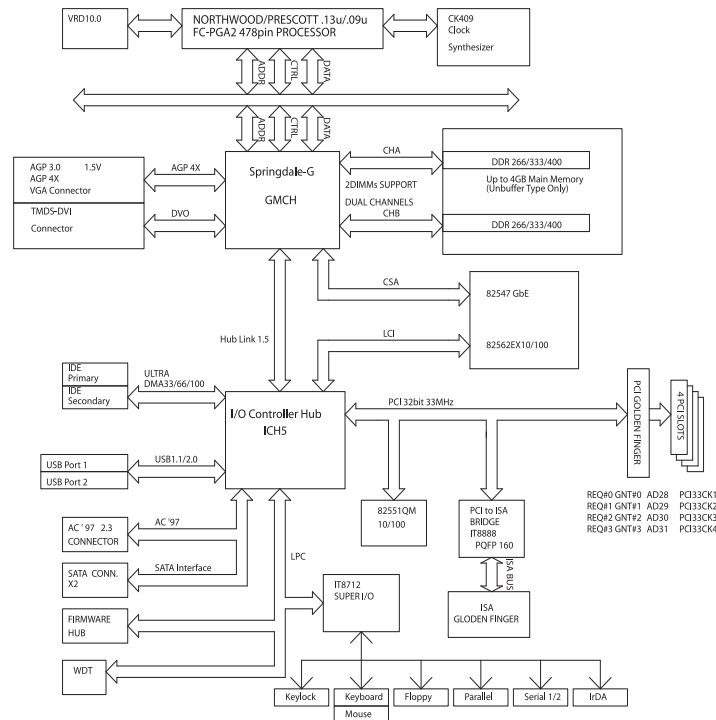 VRD10.0
NORTHWOOD/PRESCOTT .13u/.09u
FC-PGA2 478pin PROCESSOR
CK409
Clock
Synthesizer
ADDR
CTRL
DATA
ADDR
CTRL
DATA
AGP 3.0 1.5V
AGP 4X
VGA Connector
TMDS-DVI
Connector
AGP 4X
DVO
Springdale-G
GMCH
CHA
2DIMMs SUPPORT
DUAL CHANNELS
CHB
DDR 266/333/400
Up to 4GB Main Memory
(Unbuffer Type Only)
DDR 266/333/400
CSA
82547 GbE
Hub Link 1.5
LCI
82562EX10/100
IDE
Primary
IDE
Secondary
ULTRA
DMA33/66/100
I/O Controller Hub
ICH5
PCI 32bit 33MHz
PCI GOLDEN FINGER
4 PCI SLOTS
USB Port 1
USB Port 2
USB1.1/2.0
REQ#0 GNT#0 AD28 PCI33CK1
REQ#1 GNT#1 AD29 PCI33CK2
REQ#2 GNT#2 AD30 PCI33CK3
REQ#3 GNT#3 AD31 PCI33CK4
82551QM
10/100
PCI to ISA
BRIDGE
IT8888
PQFP 160
AC' 97 2.3
CONNECTOR
AC '97
SATA CONN.
X2
SATA Interface
LPC
ISA BUS
IT8712
SUPER I/O
ISA
GLODEN FINGER
FIRMWARE
HUB
WDT
Keylock
Keyboard
Mouse
Floppy
Parallel
Serial 1/2
IrDA